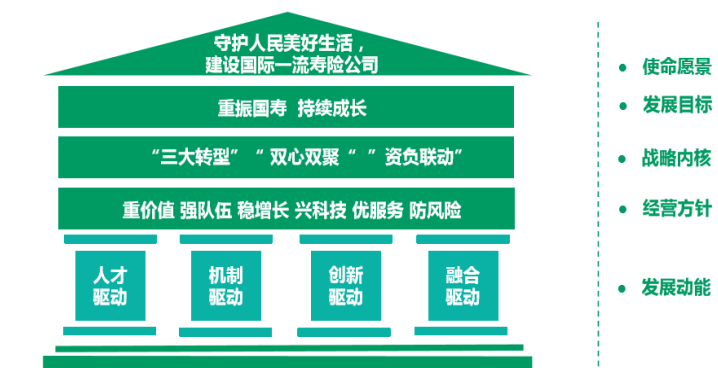 守护人民美好生活，
建设国际一流寿险公司
使命愿景
重振国寿 持续成长
发展目标
“三大转型” “ 双心双聚 “ ” 资负联动”
战略内核
重价值 强队伍 稳增长 兴科技 优服务 防风险
经营方针
人才
驱动
机制
驱动
创新
驱动
融合
驱动
发展动能